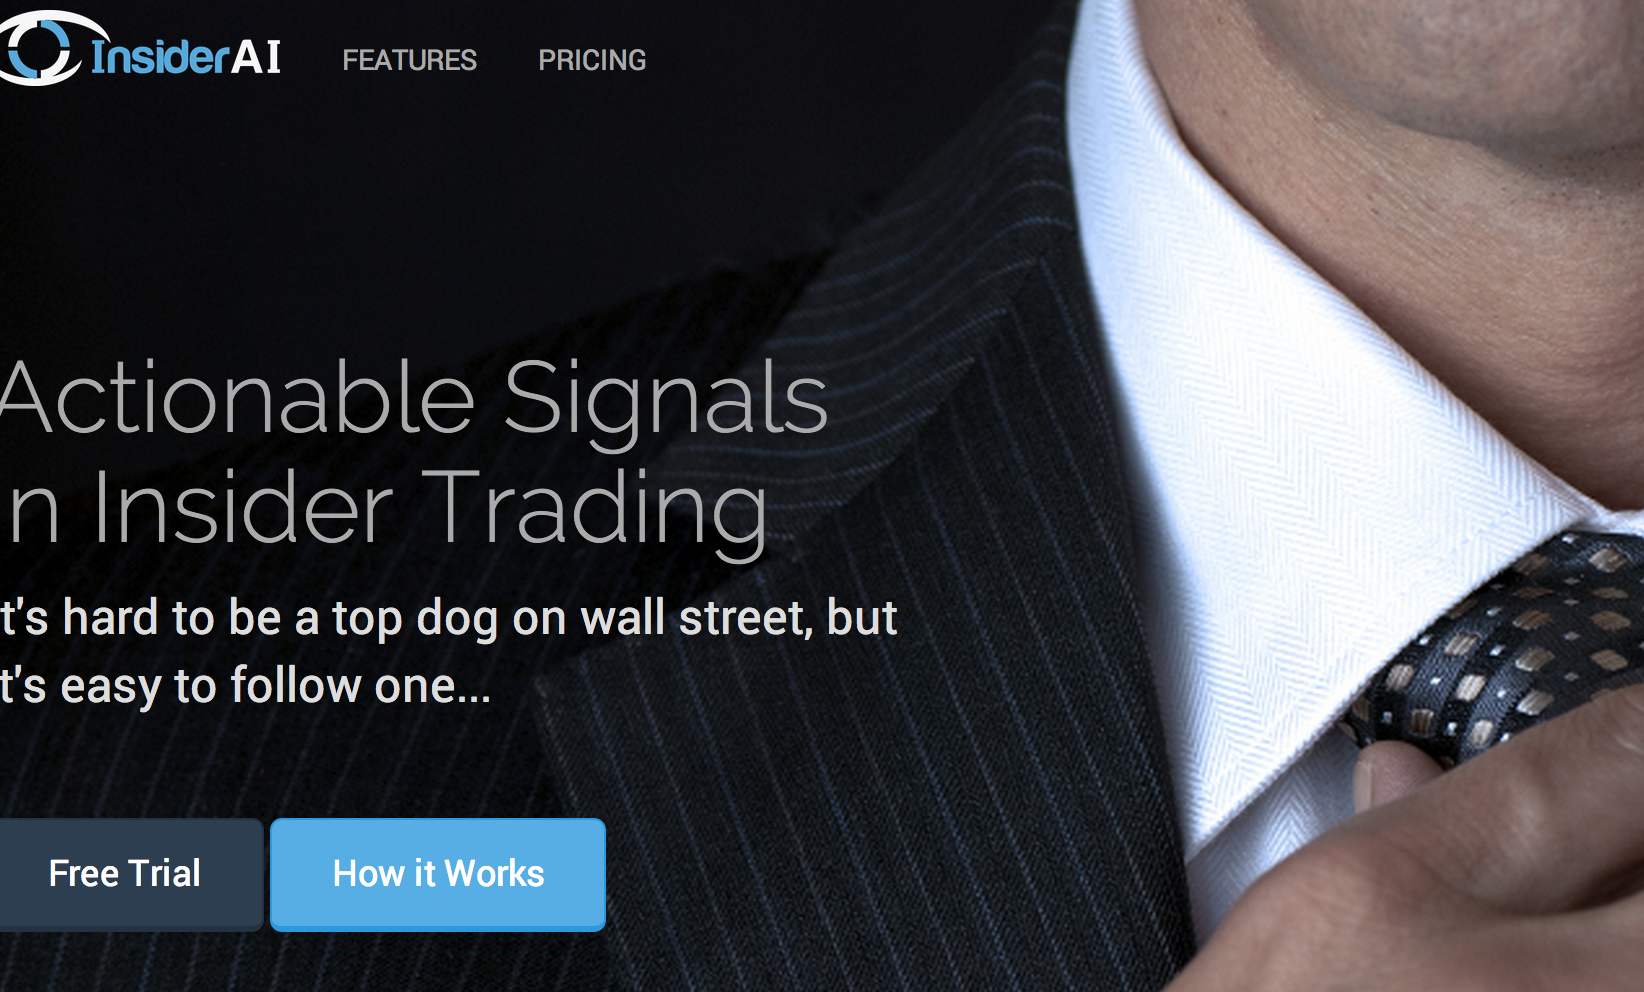 InsiderAI FEATURES PRICING
Actionable Signals
n Insider Trading
t's hard to be a top dog on wall street, but
t's easy to follow one...
Free Trial How it Works